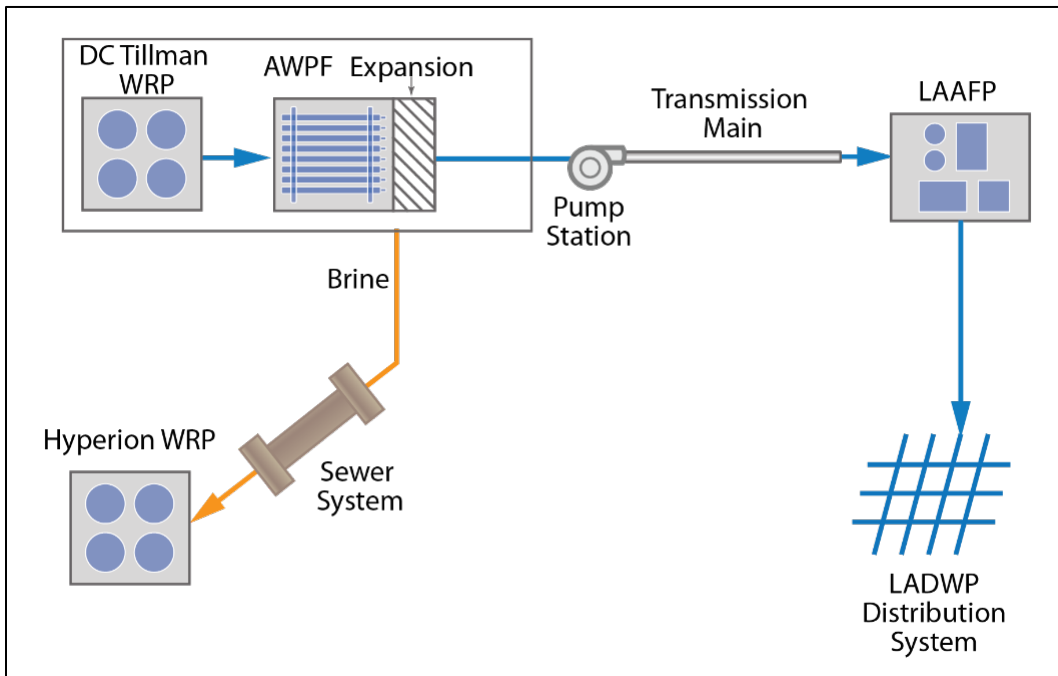 DC Tillman
WRP
AWPF
Expansion
Transmission
Main
LAAFP
Pump
Station
Brine
Hyperion WRP
Sewer
System
LADWP
Distribution
System